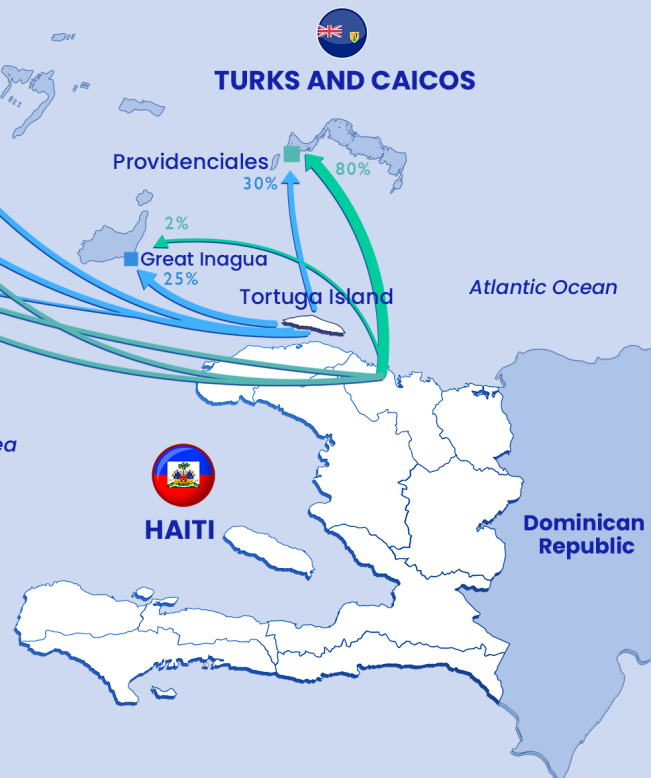 TURKS AND CAICOS
Providenciales
30%
80%
2%
Great Inagua
25%
Tortuga Island
Atlantic Ocean
HAITI
Dominican
Republic